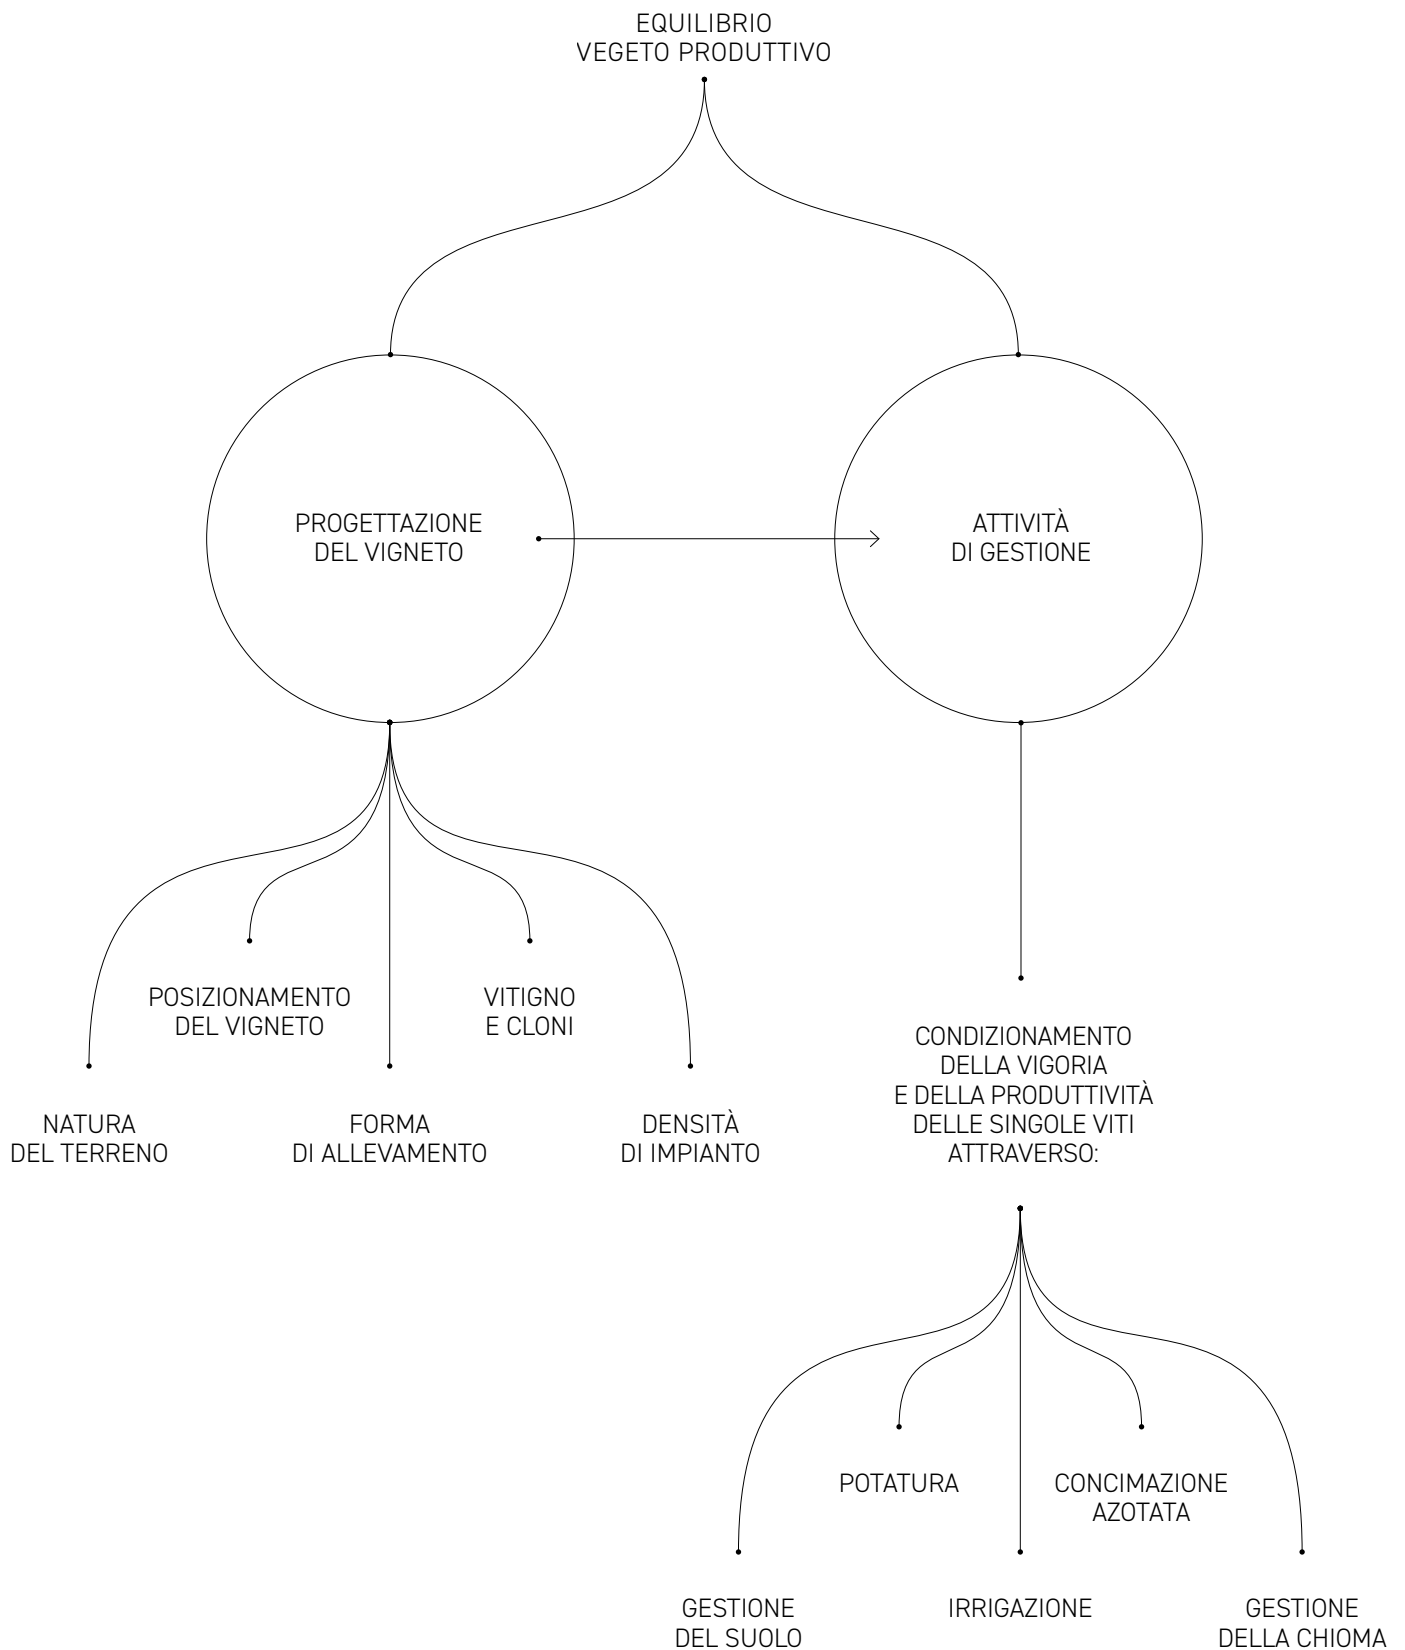 EQUILIBRIO
VEGETO PRODUTTIVO
PROGETTAZIONE
DEL VIGNETO
ATTIVITÀ
DI GESTIONE
POSIZIONAMENTO
DEL VIGNETO
VITIGNO
E CLONI
NATURA
DEL TERRENO
FORMA
DI ALLEVAMENTO
DENSITÀ
DI IMPIANTO
CONDIZIONAMENTO
DELLA VIGORIA
E DELLA PRODUTTIVITÀ
DELLE SINGOLE VITI
ATTRAVERSO:
POTATURA
CONCIMAZIONE
AZOTATA
GESTIONE
DEL SUOLO
IRRIGAZIONE
GESTIONE
DELLA CHIOMA